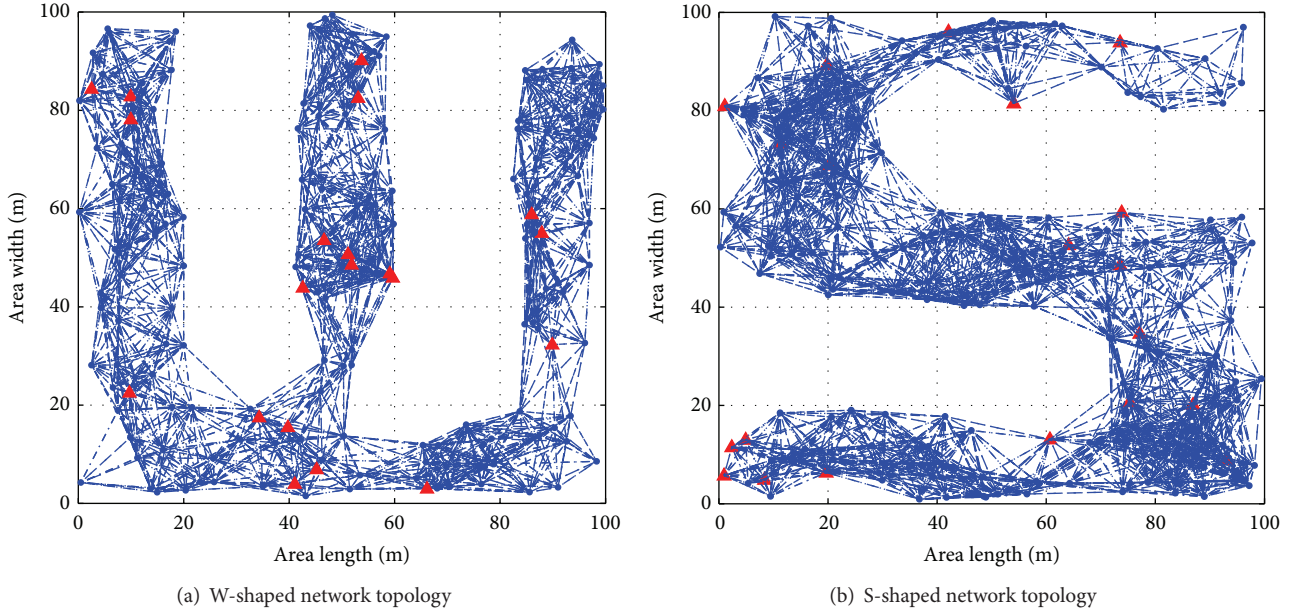 100
80
60
40
20
0
Area width (m)
0 20 40 60 80 100
Area length (m)
(a) W-shaped network topology
100
80
60
40
20
0
Area width (m)
0 20 40 60 80 100
Area length (m)
(b) S-shaped network topology